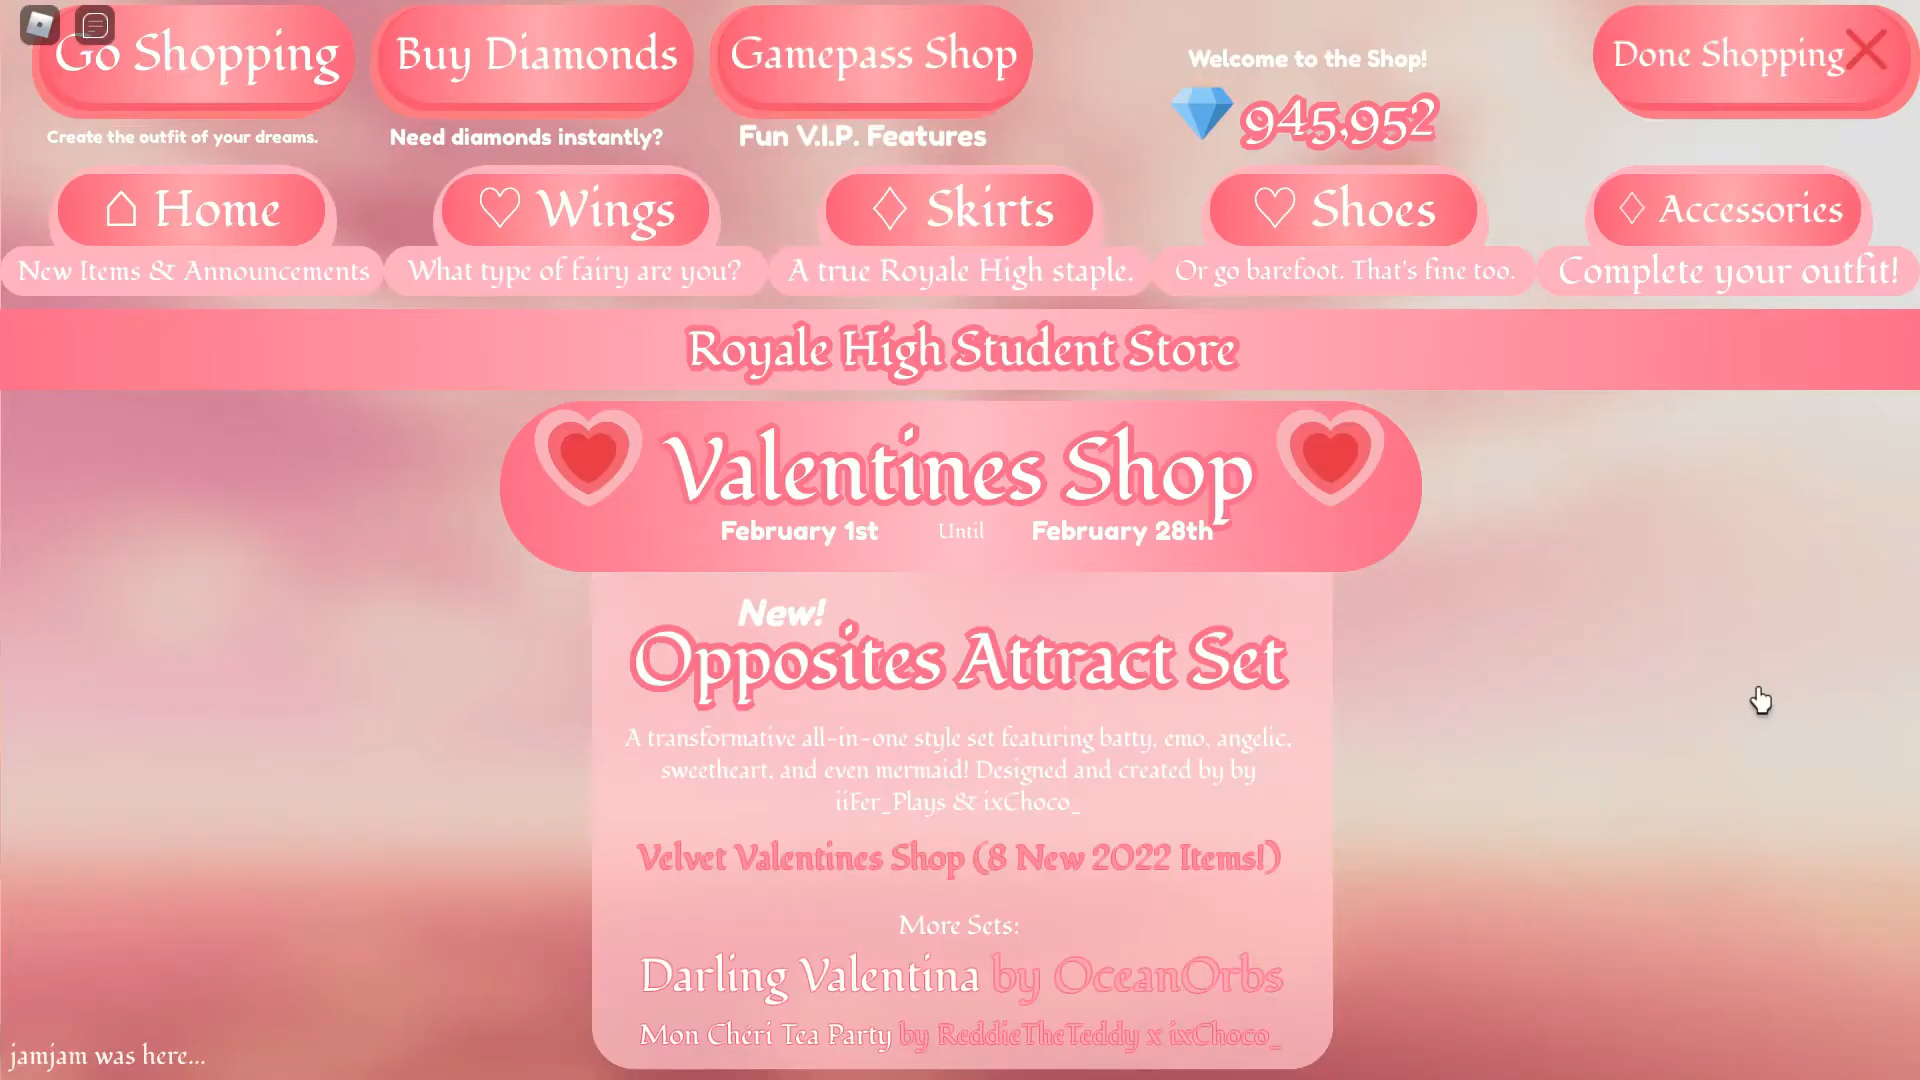 Go Shopping
Buy Diamonds
Gamepass Shop
Welcome to the Shop!
Done Shopping
945,952
Create the outfit of your dreams.
Need diamonds instantly?
Fun V.I.P. Features
Home
Wings
Skirts
Shoes
Accessories
New Items & Announcements
What type of fairy are you?
A true Royale High staple.
Or go barefoot. That's fine too.
Complete your outfit!
Royale High Student Store
Valentines Shop
February 1st Until February 28th
New!
Opposites Attract Set
A transformative all-in-one style set featuring batty, emo, angelic,
sweetheart, and even mermaid! Designed and created by by
iiFer_Plays & ixChoco_
Velvet Valentines Shop (8 New 2022 Items!)
More Sets:
Darling Valentina by OceanOrbs
Mon Chéri Tea Party by ReddieTheTeddy x ixChoco_
jamjam was here...